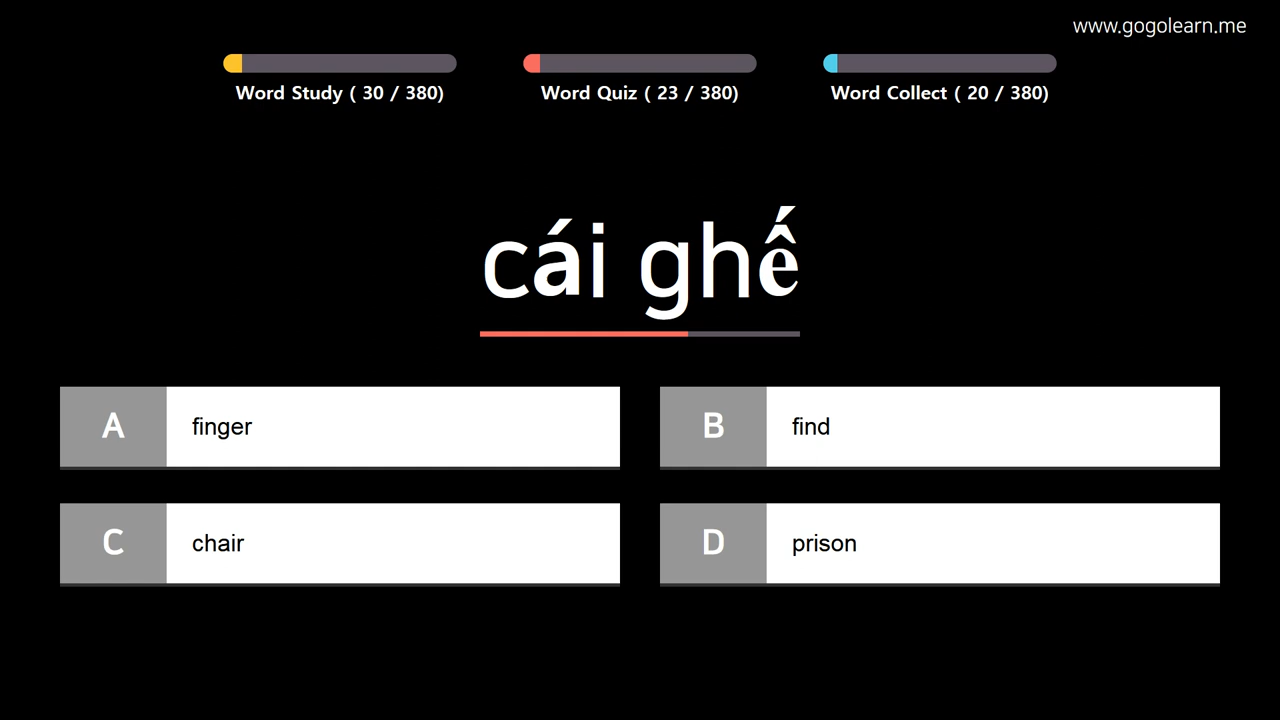 www.gogolearn.me
Word Study ( 30 / 380)
Word Quiz ( 23 / 380)
Word Collect ( 20 / 380)
cái ghế
A finger
B find
C chair
D prison